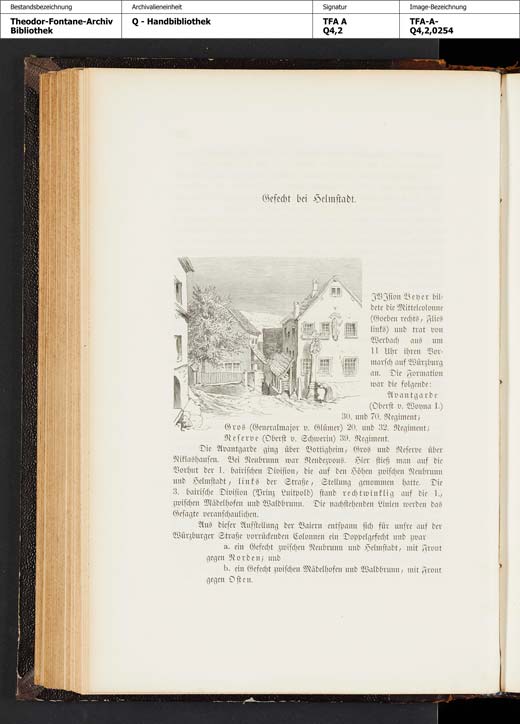 Bestandsbezeichnung
Theodor-Fontane-Archiv
Bibliothek
Archivalieneinheit
Q - Handbibliothek
Signatur
TFA A
Q4,2
Image-Bezeichnung
TFA-A-
Q4,2,0254
Gefecht bei Helmstadt.
Division Beyer bil-
dete die Mittelcolonne
(Goeben rechts, Flies
links) und trat von
Werbach aus um
11 Uhr ihren Vor-
marsch auf Würzburg
an. Die Formation
war die folgende:
Avantgarde
(Oberst v. Woyna I.)
30. und 70. Regiment;
Gros (Generalmajor v. Glümer) 20. und 32. Regiment;
Reserve (Oberst v. Schwerin) 39. Regiment.
Die Avantgarde ging über Böttigheim, Gros und Reserve über
Niklashausen. Bei Neubrunn war Rendezvous. Hier stieß man auf die
Vorhut der 1. bairischen Division, die auf den Höhen zwischen Neubrunn
und Helmstadt, links der Straße, Stellung genommen hatte. Die
3. bairische Division (Prinz Luitpold) stand rechtwinklig auf die 1.,
zwischen Mädelhofen und Waldbrunn. Die nachstehenden Linien werden das
Gesagte veranschaulichen.
Aus dieser Aufstellung der Baiern entspann sich für unsre auf der
Würzburger Straße vorrückenden Colonnen ein Doppelgefecht und zwar
a. ein Gefecht zwischen Neubrunn und Helmstadt, mit Front
gegen Norden; und
b. ein Gefecht zwischen Mädelhofen und Waldbrunn, mit Front
gegen Osten.